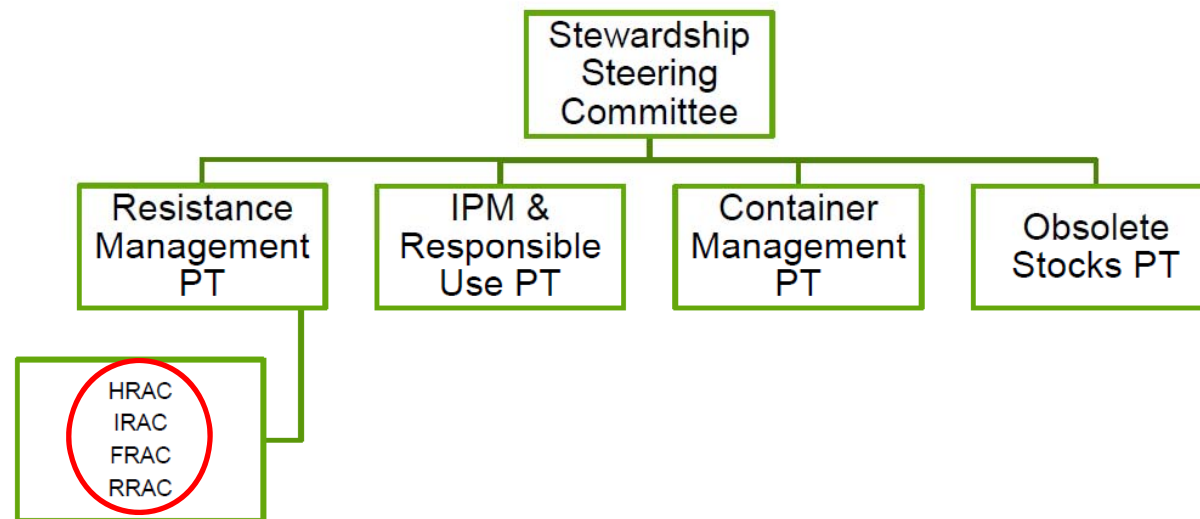 Stewardship
Steering
Committee
Resistance
Management
PT
IPM &
Responsible
Use PT
Container
Management
PT
Obsolete
Stocks PT
HRAC
IRAC
FRAC
RRAC